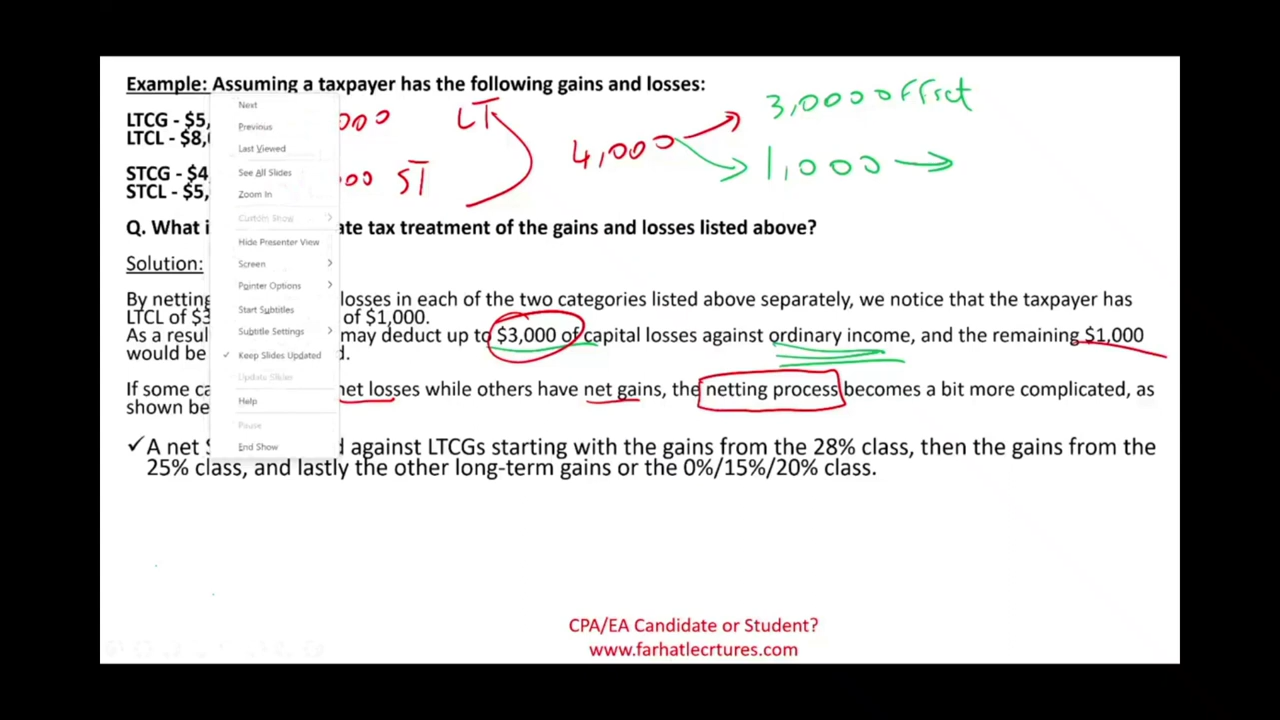 Example: Assuming a taxpayer has the following gains and losses:
3,000 offset
LTCG - $5, 000 LT
LTCL - $8,
4,000
1,000
STCG - $4 00 ST
STCL - $5,
Next
Previous
Last Viewed
See All Slides
Zoom In
Custom Show
Hide Presenter View
Screen
Pointer Options
Start Subtitles
Subtitle Settings
Keep Slides Updated
Update Slides
Help
Pause
End Show
Q. What i ate tax treatment of the gains and losses listed above?
Solution:
By netting losses in each of the two categories listed above separately, we notice that the taxpayer has
LTCL of $3 of $1,000.
As a resul may deduct up to $3,000 of capital losses against ordinary income, and the remaining $1,000
would be d.
If some ca net losses while others have net gains, the netting process becomes a bit more complicated, as
shown be
✓ A net against LTCGs starting with the gains from the 28% class, then the gains from the
25% class, and lastly the other long-term gains or the 0%/15%/20% class.
CPA/EA Candidate or Student?
www.farhatlecrtures.com